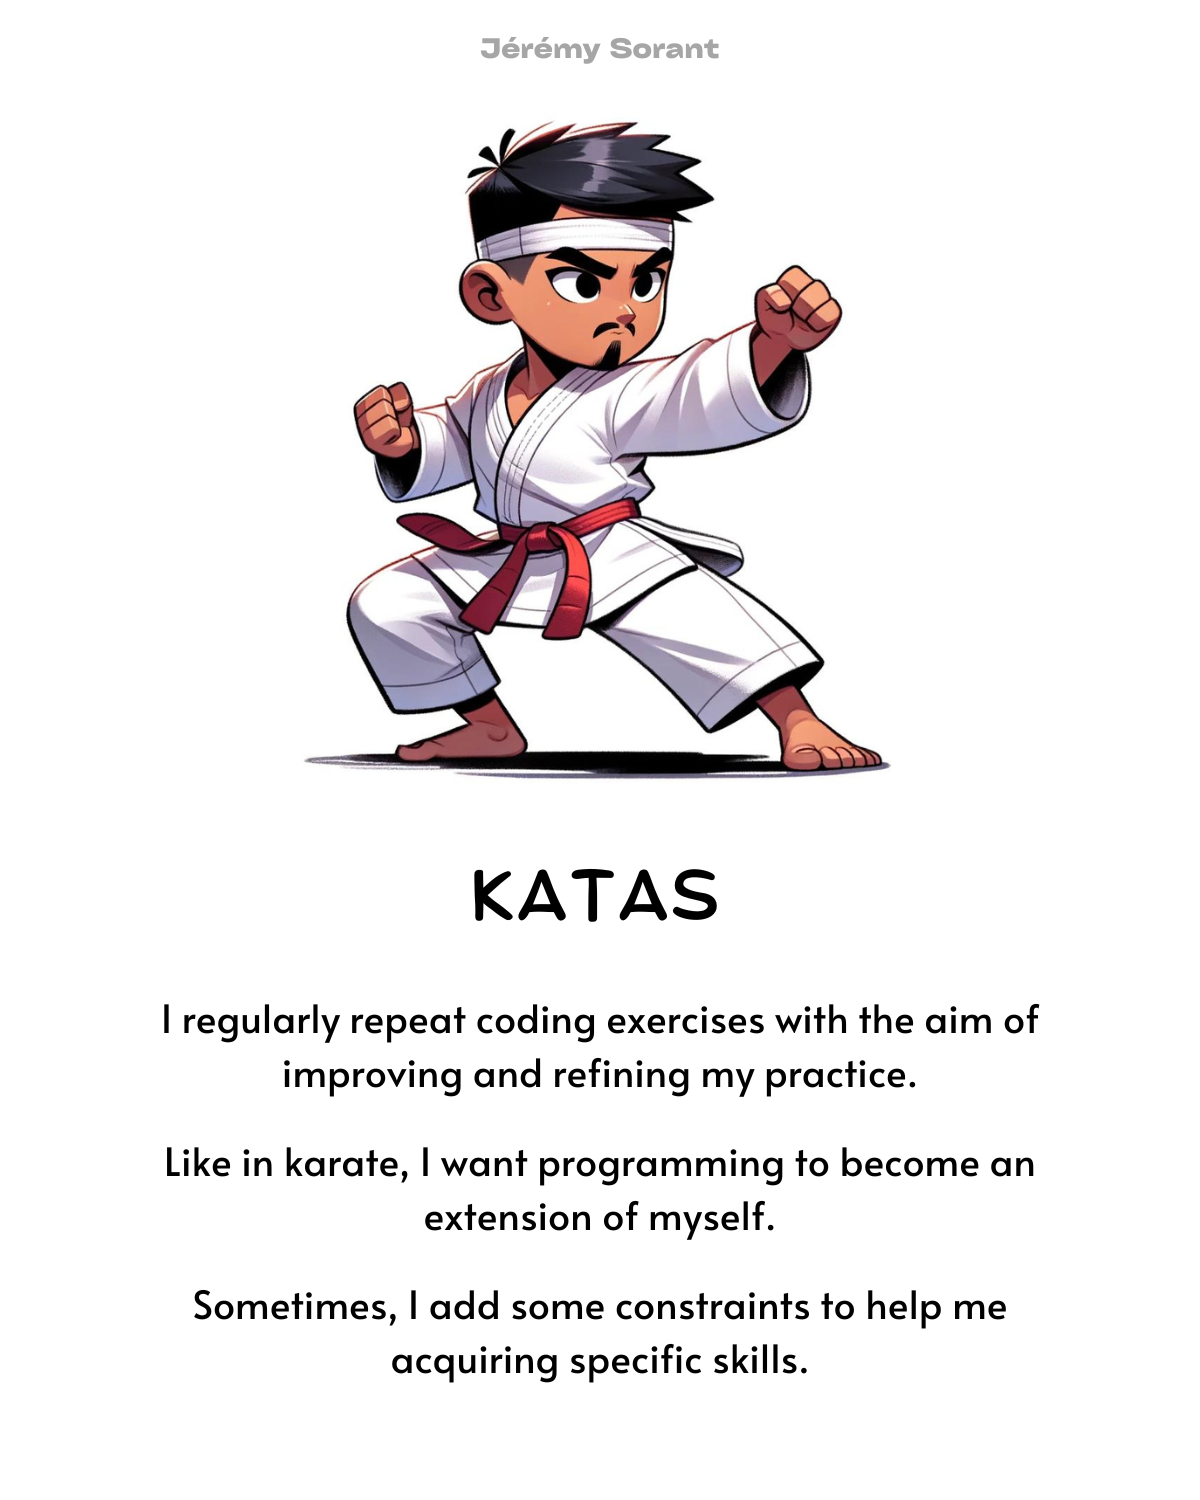 Jérémy Sorant
KATAS
I regularly repeat coding exercises with the aim of
improving and refining my practice.
Like in karate, I want programming to become an
extension of myself.
Sometimes, I add some constraints to help me
acquiring specific skills.